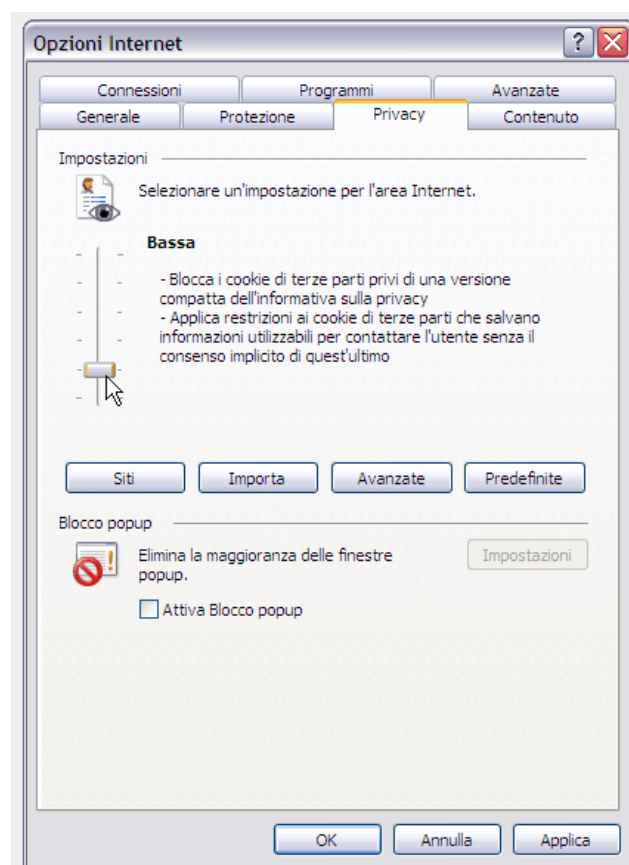 Opzioni Internet
Connessioni Programmi Avanzate
Generale Protezione Privacy Contenuto
Impostazioni
Selezionare un'impostazione per l'area Internet.
Bassa
- Blocca i cookie di terze parti privi di una versione
compatta dell'informativa sulla privacy
- Applica restrizioni ai cookie di terze parti che salvano
informazioni utilizzabili per contattare l'utente senza il
consenso implicito di quest'ultimo
Siti Importa Avanzate Predefinite
Blocco popup
Elimina la maggioranza delle finestre
popup.
Impostazioni
Attiva Blocco popup
OK Annulla Applica